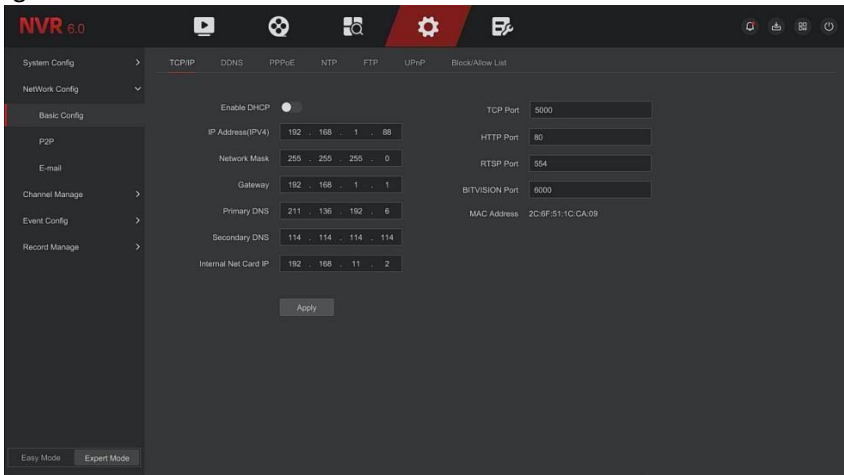 NVR 6.0
System Config
NetWork Config
Basic Config
P2P
E-mail
Channel Manage
Event Config
Record Manage
Easy Mode Expert Mode
TCP/IP DDNS PPPoE NTP FTP UPnP Block/Allow List
Enable DHCP
IP Address(IPV4) 192 . 168 . 1 . 88
Network Mask 255 . 255 . 255 . 0
Gateway 192 . 168 . 1 . 1
Primary DNS 211 . 136 . 192 . 6
Secondary DNS 114 . 114 . 114 . 114
Internal Net Card IP 192 . 168 . 11 . 2
Apply
TCP Port 5000
HTTP Port 80
RTSP Port 554
BITVISION Port 6000
MAC Address 2C:6F:51:1C:CA:09